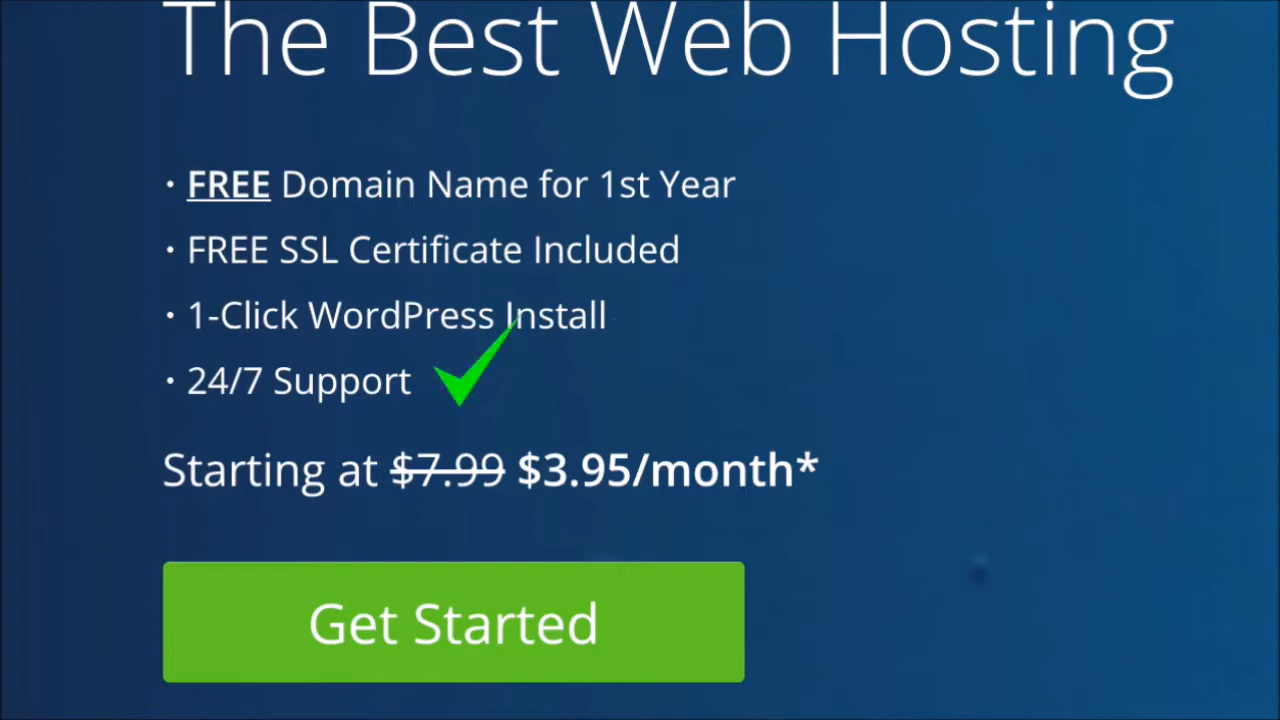 The Best Web Hosting
· FREE Domain Name for 1st Year
· FREE SSL Certificate Included
· 1-Click WordPress Install
· 24/7 Support
Starting at $7.99 $3.95/month*
Get Started